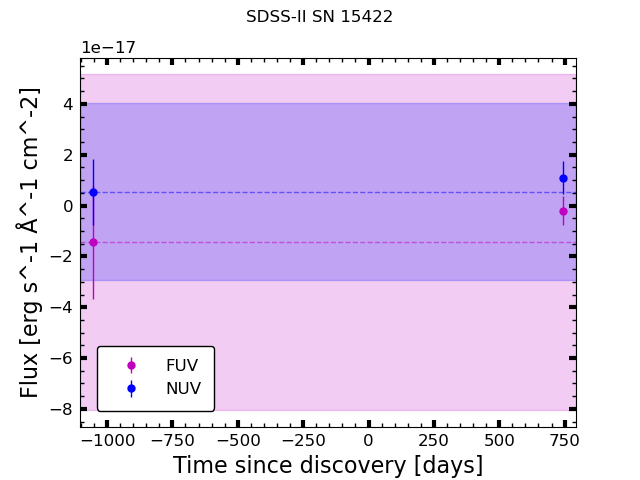 SDSS-II SN 15422
1e−17
Flux [erg s^-1 Å^-1 cm^-2]
4
2
0
−2
−4
−6
−8
FUV
NUV
−1000 −750 −500 −250 0 250 500 750
Time since discovery [days]